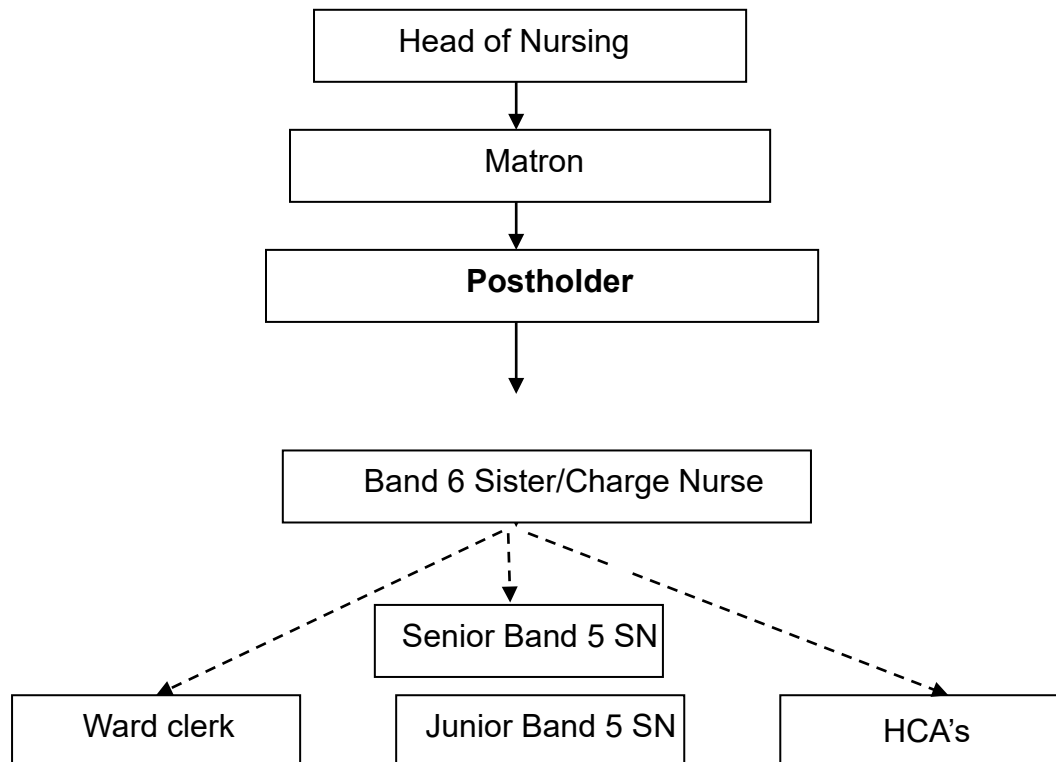 Head of Nursing
Matron
Postholder
Band 6 Sister/Charge Nurse
Senior Band 5 SN
Ward clerk
Junior Band 5 SN
HCA’s